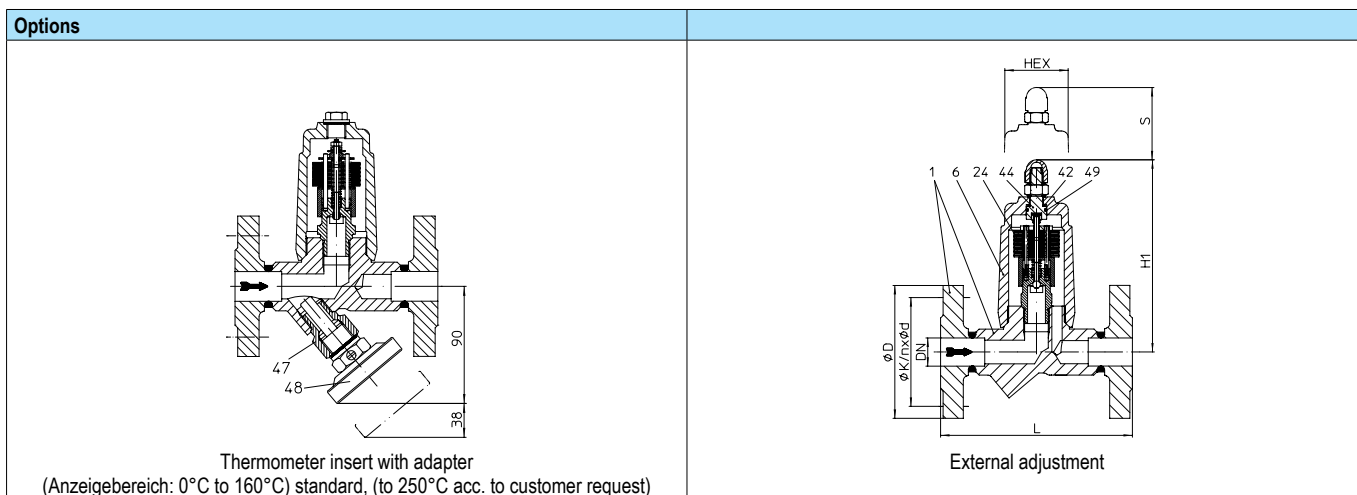 Options
47
48
90
38
Thermometer insert with adapter
(Anzeigebereich: 0°C to 160°C) standard, (to 250°C acc. to customer request)
HEX
S
1 6 24 44 42 49
H1
ØD
ØK/nxØd
DN
L
External adjustment